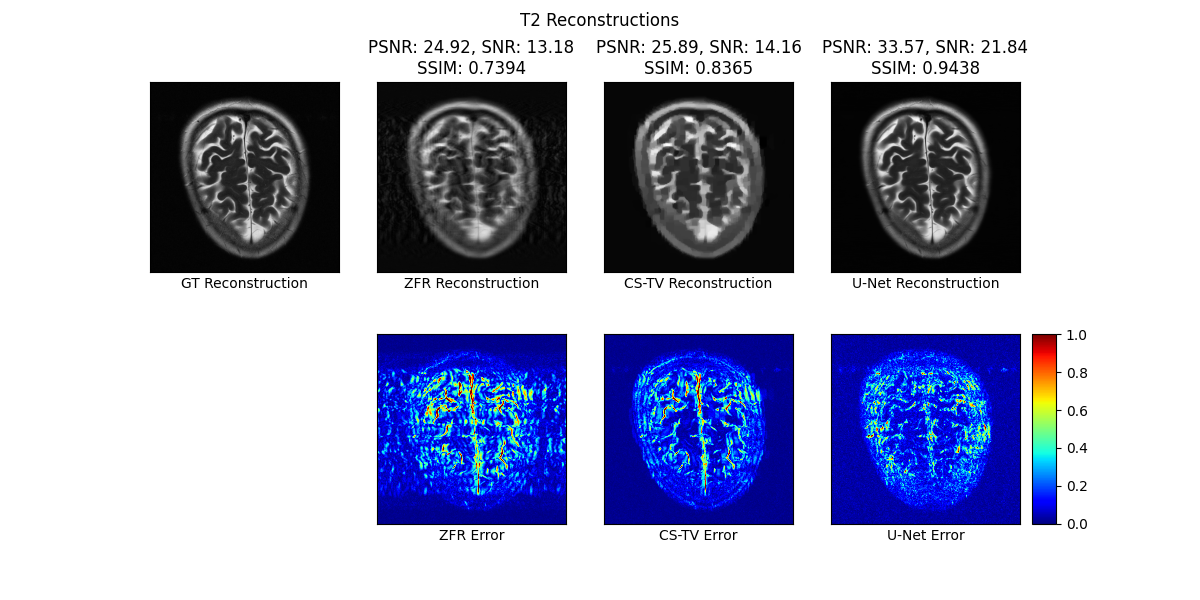 T2 Reconstructions
PSNR: 24.92, SNR: 13.18
SSIM: 0.7394
PSNR: 25.89, SNR: 14.16
SSIM: 0.8365
PSNR: 33.57, SNR: 21.84
SSIM: 0.9438
GT Reconstruction
ZFR Reconstruction
CS-TV Reconstruction
U-Net Reconstruction
1.0
0.8
0.6
0.4
0.2
0.0
ZFR Error
CS-TV Error
U-Net Error